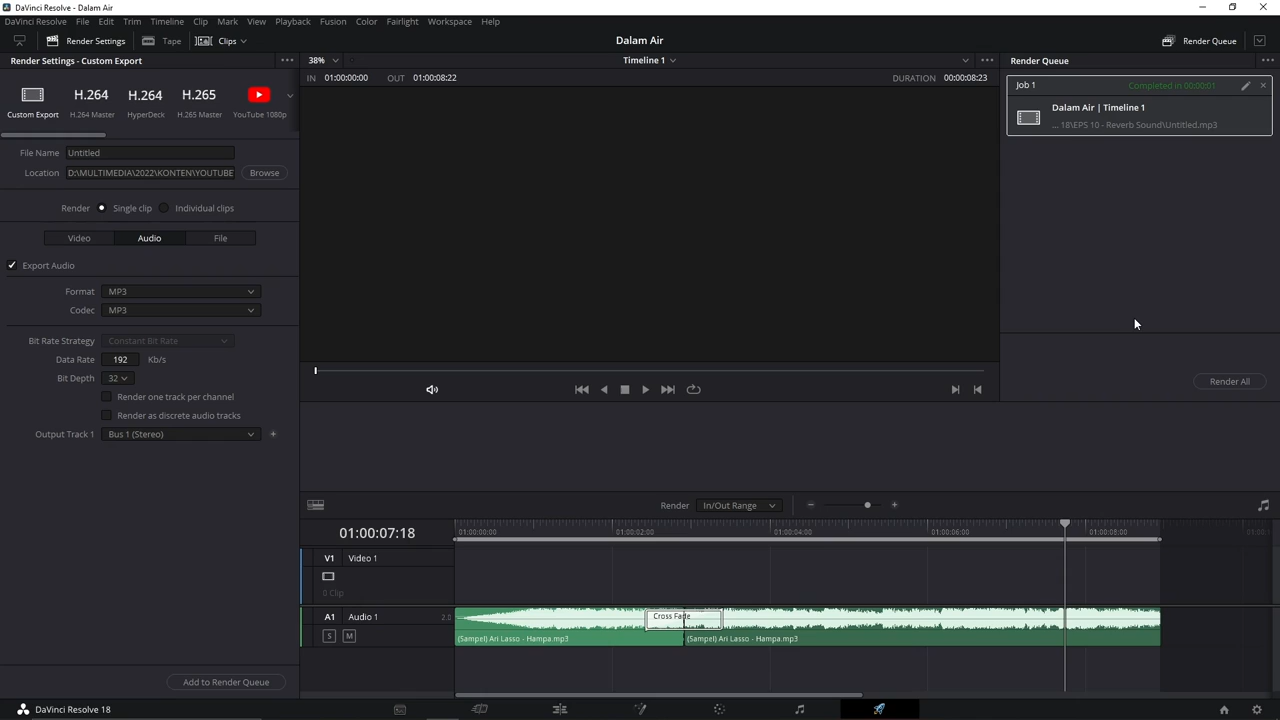 DaVinci Resolve - Dalam Air
DaVinci Resolve File Edit Trim Timeline Clip Mark View Playback Fusion Color Fairlight Workspace Help
Render Settings Tape Clips Dalam Air Render Queue
Render Settings - Custom Export 38% Timeline 1 Render Queue
IN 01:00:00:00 OUT 01:00:08:22 DURATION 00:00:08:23
Job 1 Completed in 00:00:01
H.264 H.264 H.265
Custom Export H.264 Master HyperDeck H.265 Master YouTube 1080p
Dalam Air | Timeline 1
... 18\EPS 10 - Reverb Sound\Untitled.mp3
File Name Untitled
Location D:\MULTIMEDIA\2022\KONTEN\YOUTUBE Browse
Render Single clip Individual clips
Video Audio File
Export Audio
Format MP3
Codec MP3
Bit Rate Strategy Constant Bit Rate
Data Rate 192 Kb/s
Bit Depth 32
Render one track per channel
Render as discrete audio tracks
Output Track 1 Bus 1 (Stereo)
Render All
Render In/Out Range
01:00:07:18 01:00:00:00 01:00:02:00 01:00:04:00 01:00:06:00 01:00:08:00
V1 Video 1
0 Clip
A1 Audio 1 2.0 Cross Fade
S M (Sampel) Ari Lasso - Hampa.mp3 (Sampel) Ari Lasso - Hampa.mp3
Add to Render Queue
DaVinci Resolve 18